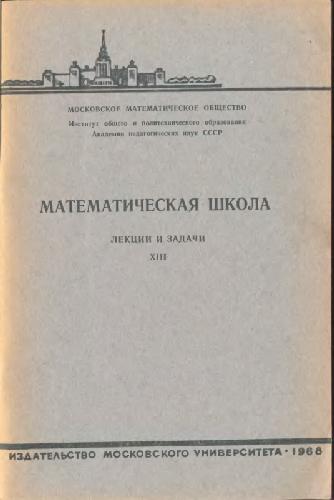 МОСКОВСКОЕ МАТЕМАТИЧЕСКОЕ ОБЩЕСТВО
Институт общего и политехнического образования
Академии педагогических наук СССР
МАТЕМАТИЧЕСКАЯ ШКОЛА
ЛЕКЦИИ И ЗАДАЧИ
XIII
ИЗДАТЕЛЬСТВО МОСКОВСКОГО УНИВЕРСИТЕТА · 1968